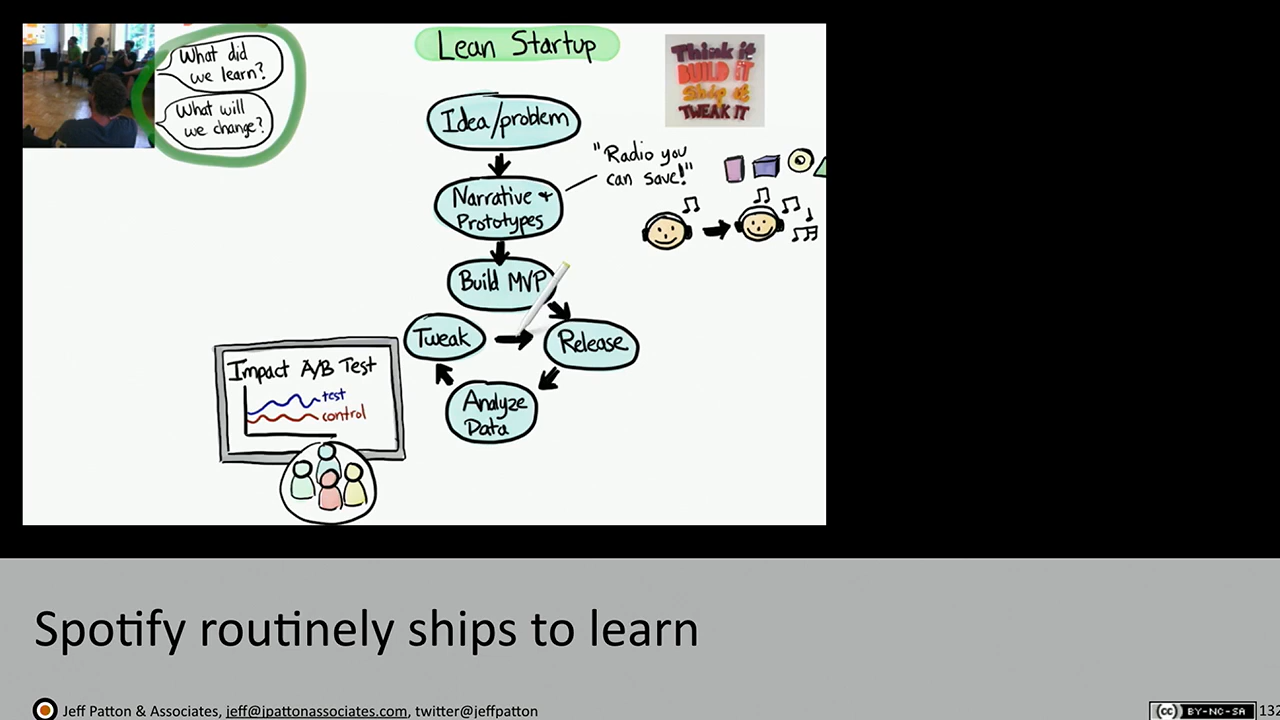 What did
we learn?
What will
we change?
Lean Startup
Think it
BUILD IT
Ship it
TWEAK IT
Idea/problem
Narrative +
Prototypes
"Radio you
can save!"
Build MVP
Tweak
Release
Analyze
Data
Impact A/B Test
test
control
Spotify routinely ships to learn
Jeff Patton & Associates, jeff@jpattonassociates.com, twitter@jeffpatton
cc BY-NC-SA
132